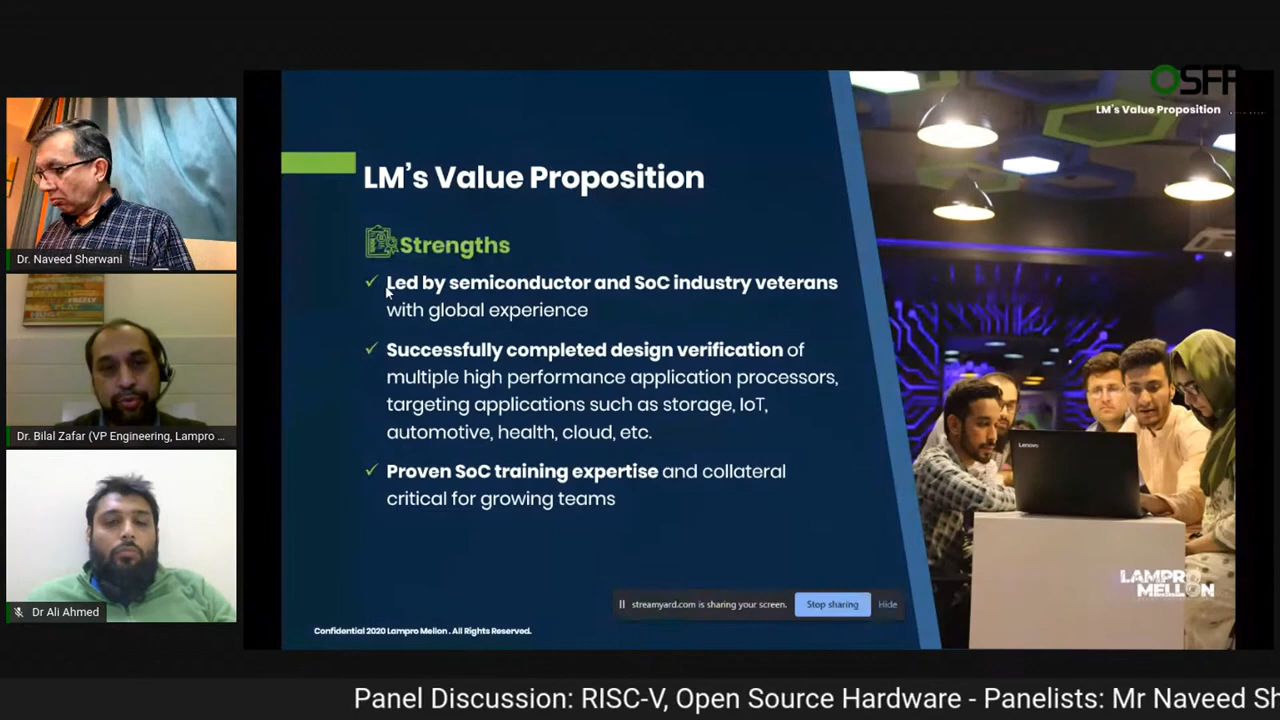 OSFP
LM's Value Proposition
LM's Value Proposition
Strengths
Led by semiconductor and SoC industry veterans
with global experience
Successfully completed design verification of
multiple high performance application processors,
targeting applications such as storage, IoT,
automotive, health, cloud, etc.
Proven SoC training expertise and collateral
critical for growing teams
Lenovo
LAMPRO
MELLON
streamyard.com is sharing your screen.
Stop sharing
Hide
Confidential 2020 Lampro Mellon . All Rights Reserved.
Dr. Naveed Sherwani
Dr. Bilal Zafar (VP Engineering, Lampro ...
Dr Ali Ahmed
Panel Discussion: RISC-V, Open Source Hardware - Panelists: Mr Naveed Sh